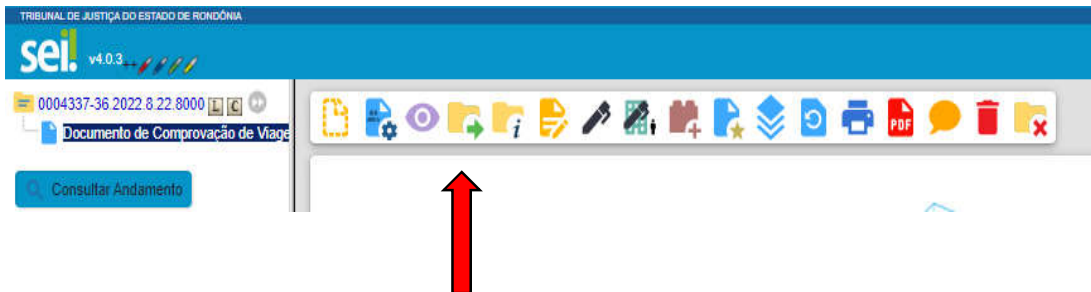 TRIBUNAL DE JUSTIÇA DO ESTADO DE RONDÔNIA
sei! v4.0.3
0004337-36.2022.8.22.8000 L C
Documento de Comprovação de Viage
Consultar Andamento
PDF